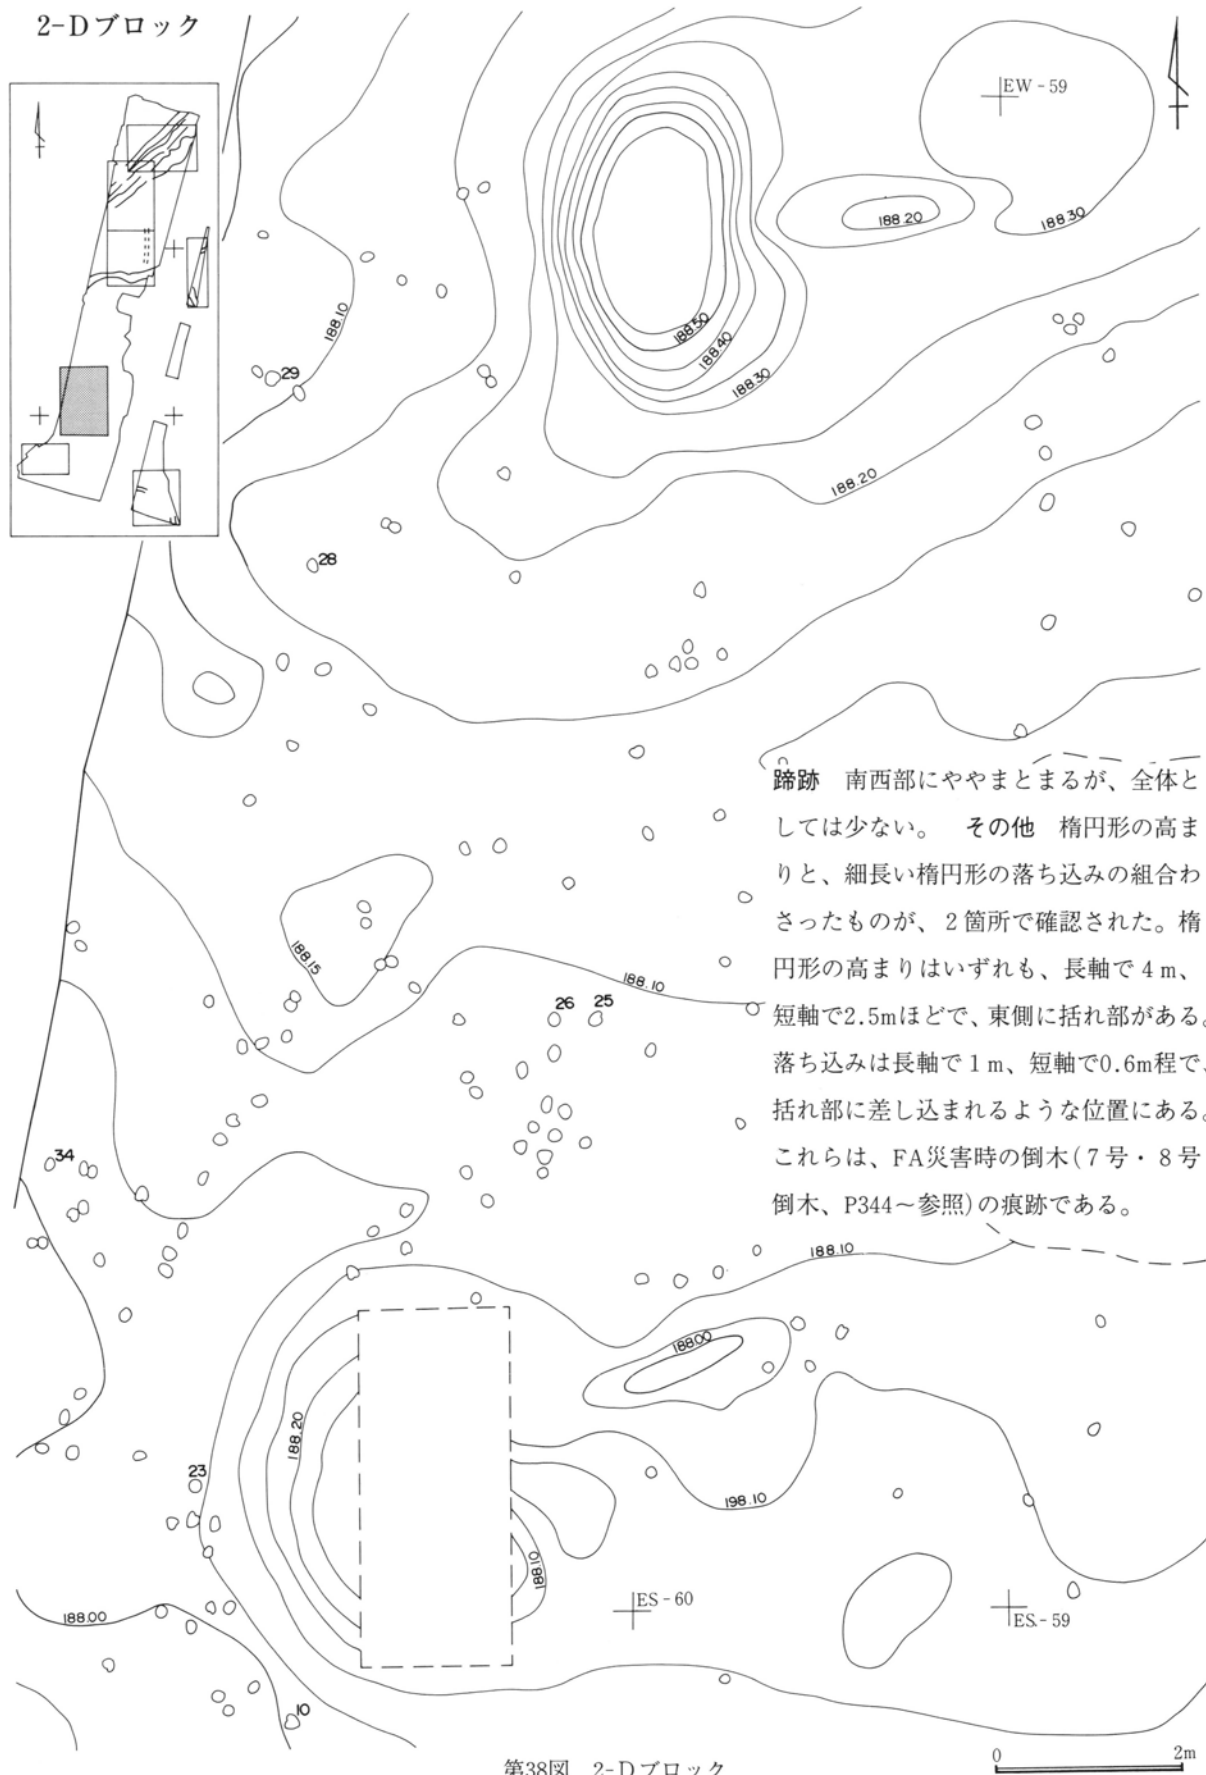 2-Dブロック
EW-59
188.20
188.30
188.10
188.50
188.40
188.30
29
188.20
28
蹄跡　南西部にややまとまるが、全体と
しては少ない。　その他　楕円形の高ま
りと、細長い楕円形の落ち込みの組合わ
さったものが、2箇所で確認された。楕
円形の高まりはいずれも、長軸で4m、
短軸で2.5mほどで、東側に括れ部がある。
落ち込みは長軸で1m、短軸で0.6m程で、
括れ部に差し込まれるような位置にある。
これらは、FA災害時の倒木(7号・8号
倒木、P344～参照)の痕跡である。
188.15
188.10
26
25
34
188.10
188.00
188.20
23
198.10
188.10
ES-60
ES-59
188.00
10
第38図　2-Dブロック
0
2m